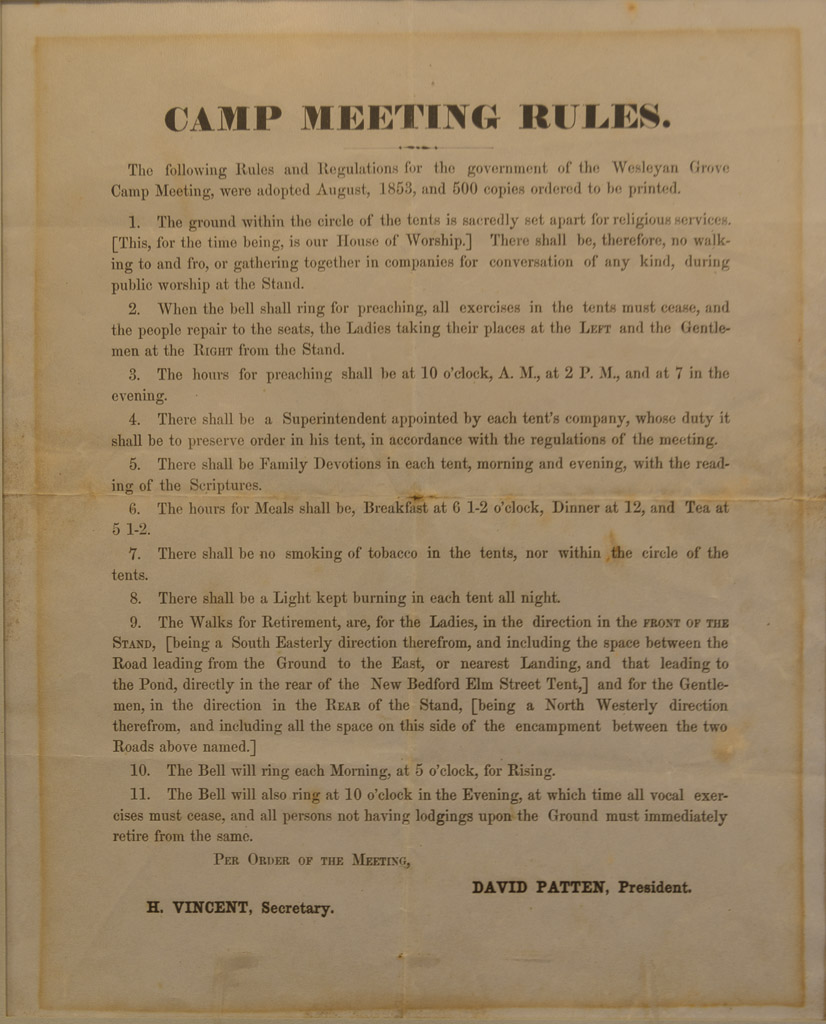 CAMP MEETING RULES.
The following Rules and Regulations for the government of the Wesleyan Grove
Camp Meeting, were adopted August, 1853, and 500 copies ordered to be printed.
1. The ground within the circle of the tents is sacredly set apart for religious services.
[This, for the time being, is our House of Worship.] There shall be, therefore, no walk-
ing to and fro, or gathering together in companies for conversation of any kind, during
public worship at the Stand.
2. When the bell shall ring for preaching, all exercises in the tents must cease, and
the people repair to the seats, the Ladies taking their places at the LEFT and the Gentle-
men at the RIGHT from the Stand.
3. The hours for preaching shall be at 10 o'clock, A. M., at 2 P. M., and at 7 in the
evening.
4. There shall be a Superintendent appointed by each tent's company, whose duty it
shall be to preserve order in his tent, in accordance with the regulations of the meeting.
5. There shall be Family Devotions in each tent, morning and evening, with the read-
ing of the Scriptures.
6. The hours for Meals shall be, Breakfast at 6 1-2 o'clock, Dinner at 12, and Tea at
5 1-2.
7. There shall be no smoking of tobacco in the tents, nor within the circle of the
tents.
8. There shall be a Light kept burning in each tent all night.
9. The Walks for Retirement, are, for the Ladies, in the direction in the FRONT OF THE
STAND, [being a South Easterly direction therefrom, and including the space between the
Road leading from the Ground to the East, or nearest Landing, and that leading to
the Pond, directly in the rear of the New Bedford Elm Street Tent,] and for the Gentle-
men, in the direction in the REAR of the Stand, [being a North Westerly direction
therefrom, and including all the space on this side of the encampment between the two
Roads above named.]
10. The Bell will ring each Morning, at 5 o'clock, for Rising.
11. The Bell will also ring at 10 o'clock in the Evening, at which time all vocal exer-
cises must cease, and all persons not having lodgings upon the Ground must immediately
retire from the same.
PER ORDER OF THE MEETING,
DAVID PATTEN, President.
H. VINCENT, Secretary.